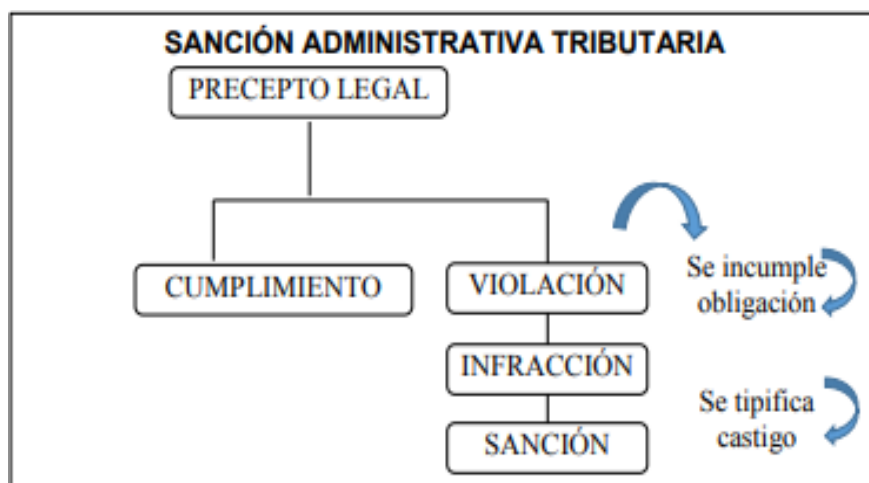 SANCIÓN ADMINISTRATIVA TRIBUTARIA
PRECEPTO LEGAL
CUMPLIMIENTO
VIOLACIÓN
Se incumple
obligación
INFRACCIÓN
Se tipifica
castigo
SANCIÓN